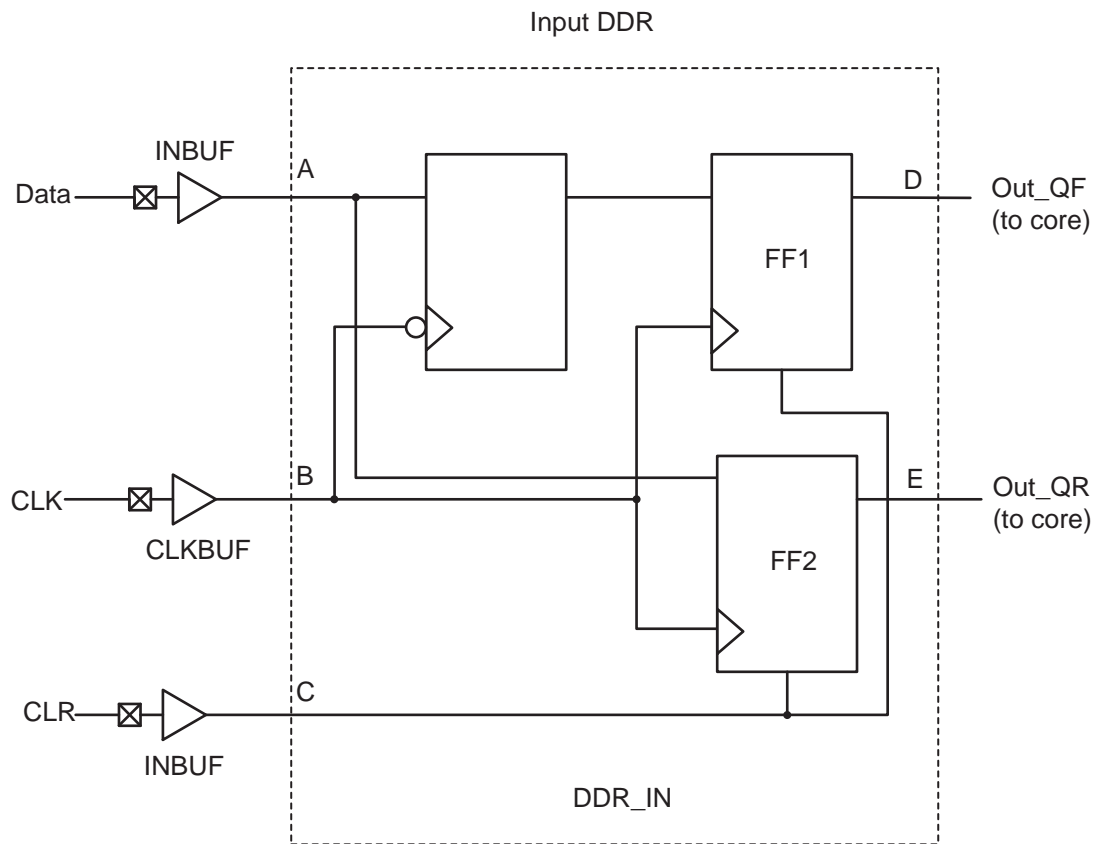 Input DDR
INBUF
A
D
Data
Out_QF
(to core)
FF1
B
E
CLK
Out_QR
(to core)
CLKBUF
FF2
C
CLR
INBUF
DDR_IN